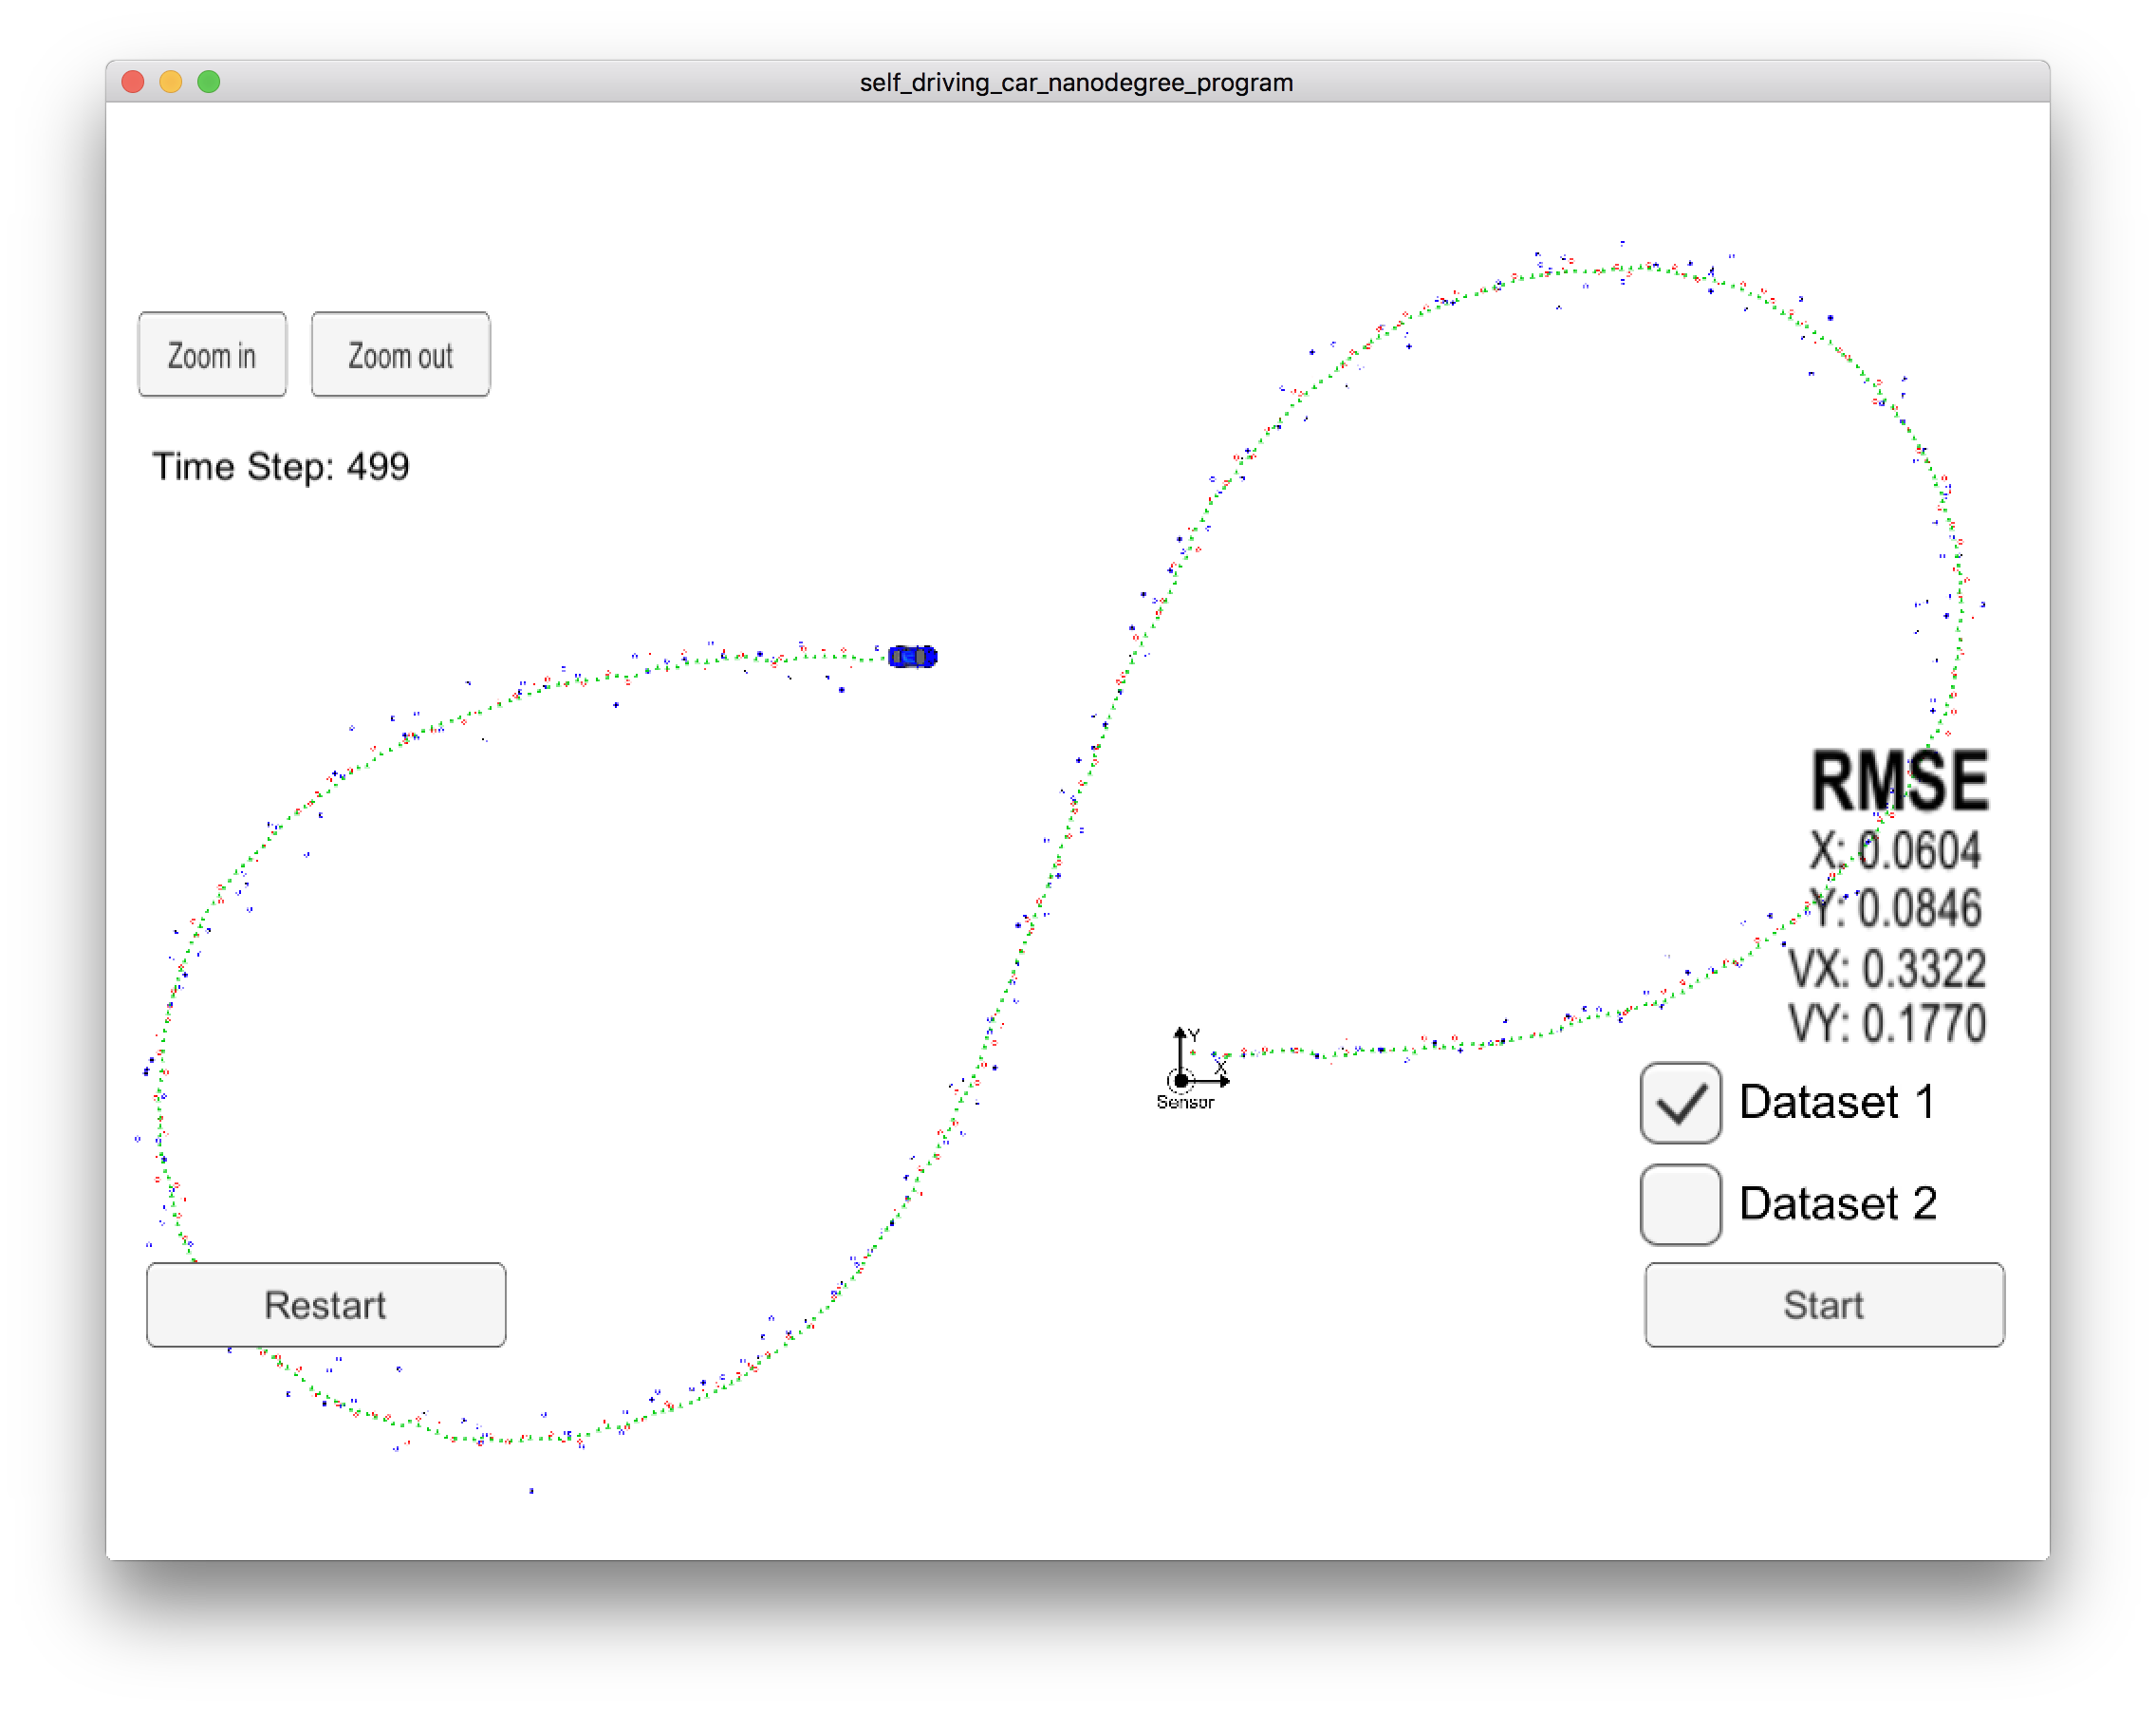 self_driving_car_nanodegree_program
Zoom in
Zoom out
Time Step: 499
RMSE
X: 0.0604
Y: 0.0846
VX: 0.3322
VY: 0.1770
Y
X
Sensor
Dataset 1
Dataset 2
Restart
Start